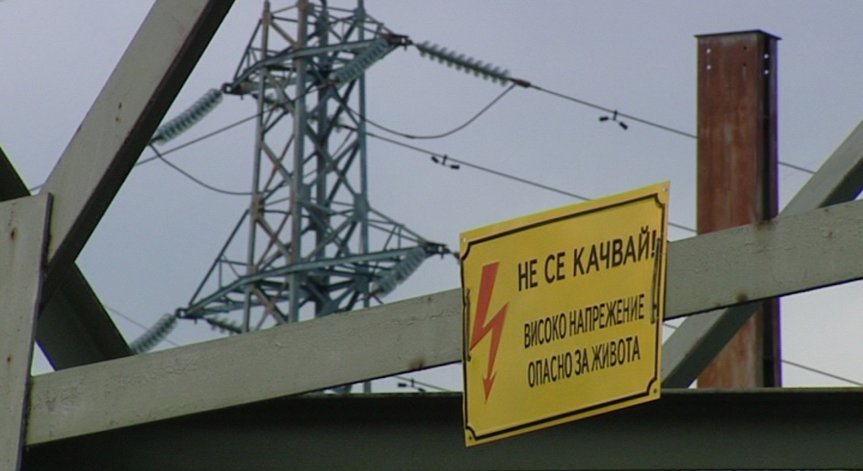 НЕ СЕ КАЧВАЙ!
ВИСОКО НАПРЕЖЕНИЕ
ОПАСНО ЗА ЖИВОТА